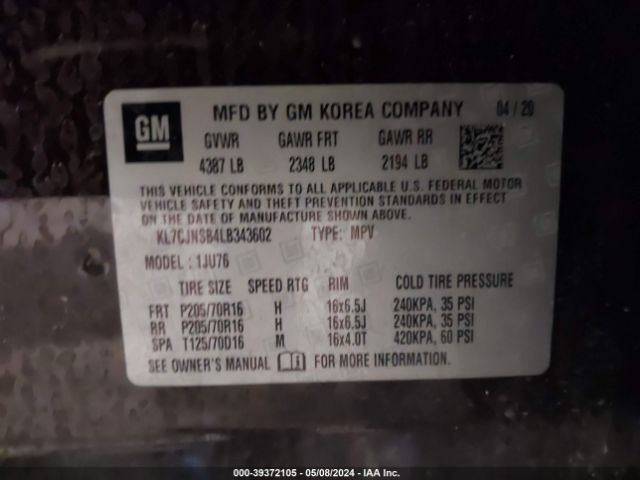 GM
MFD BY GM KOREA COMPANY 04 / 20
GVWR GAWR FRT GAWR RR
4387 LB 2348 LB 2194 LB
THIS VEHICLE CONFORMS TO ALL APPLICABLE U.S. FEDERAL MOTOR
VEHICLE SAFETY AND THEFT PREVENTION STANDARDS IN EFFECT
ON THE DATE OF MANUFACTURE SHOWN ABOVE.
KL7CJNSB4LB343602 TYPE: MPV
MODEL : 1JU76
TIRE SIZE SPEED RTG RIM COLD TIRE PRESSURE
FRT P205/70R16 H 16x6.5J 240KPA, 35 PSI
RR P205/70R16 H 16x6.5J 240KPA, 35 PSI
SPA T125/70D16 M 16x4.0T 420KPA, 60 PSI
SEE OWNER'S MANUAL FOR MORE INFORMATION.
000-39372105 - 05/08/2024 - IAA Inc.